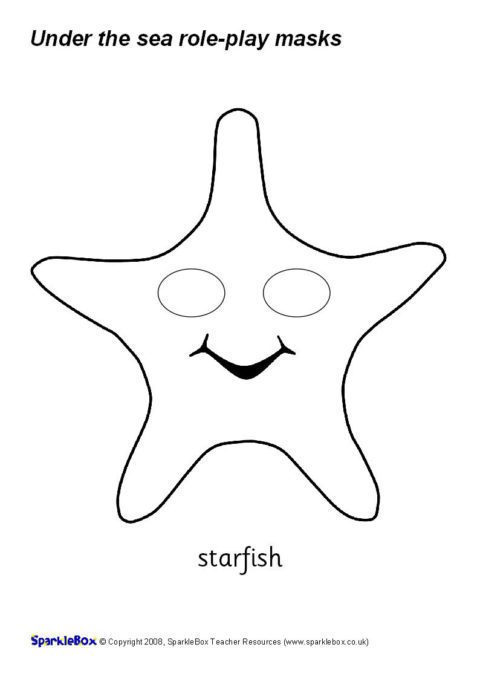 Under the sea role-play masks
starfish
SparkleBox © Copyright 2008, SparkleBox Teacher Resources (www.sparklebox.co.uk)